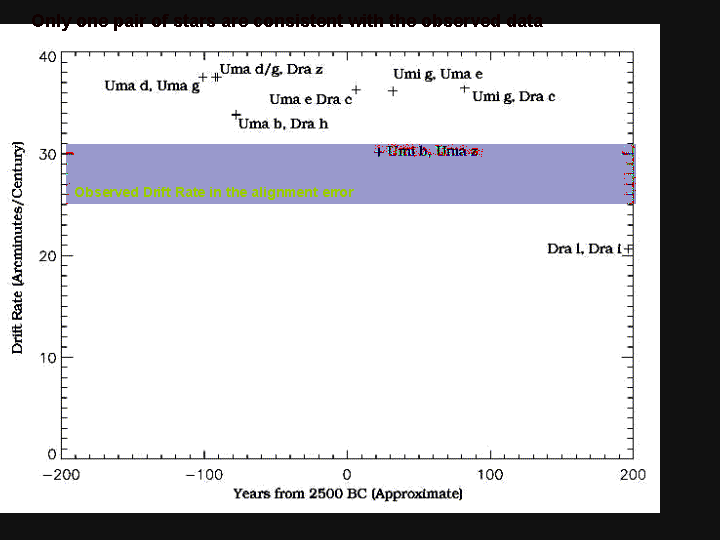 Only one pair of stars are consistent with the observed data
40
Uma d/g, Dra z
Uma d, Uma g
Umi g, Uma e
Uma e Dra c
Umi g, Dra c
Uma b, Dra h
30
Umi b, Uma z
Observed Drift Rate in the alignment error
Dra i, Dra i
20
10
0
−200
−100
0
100
200
Years from 2500 BC (Approximate)
Drift Rate (Arcminutes/Century)